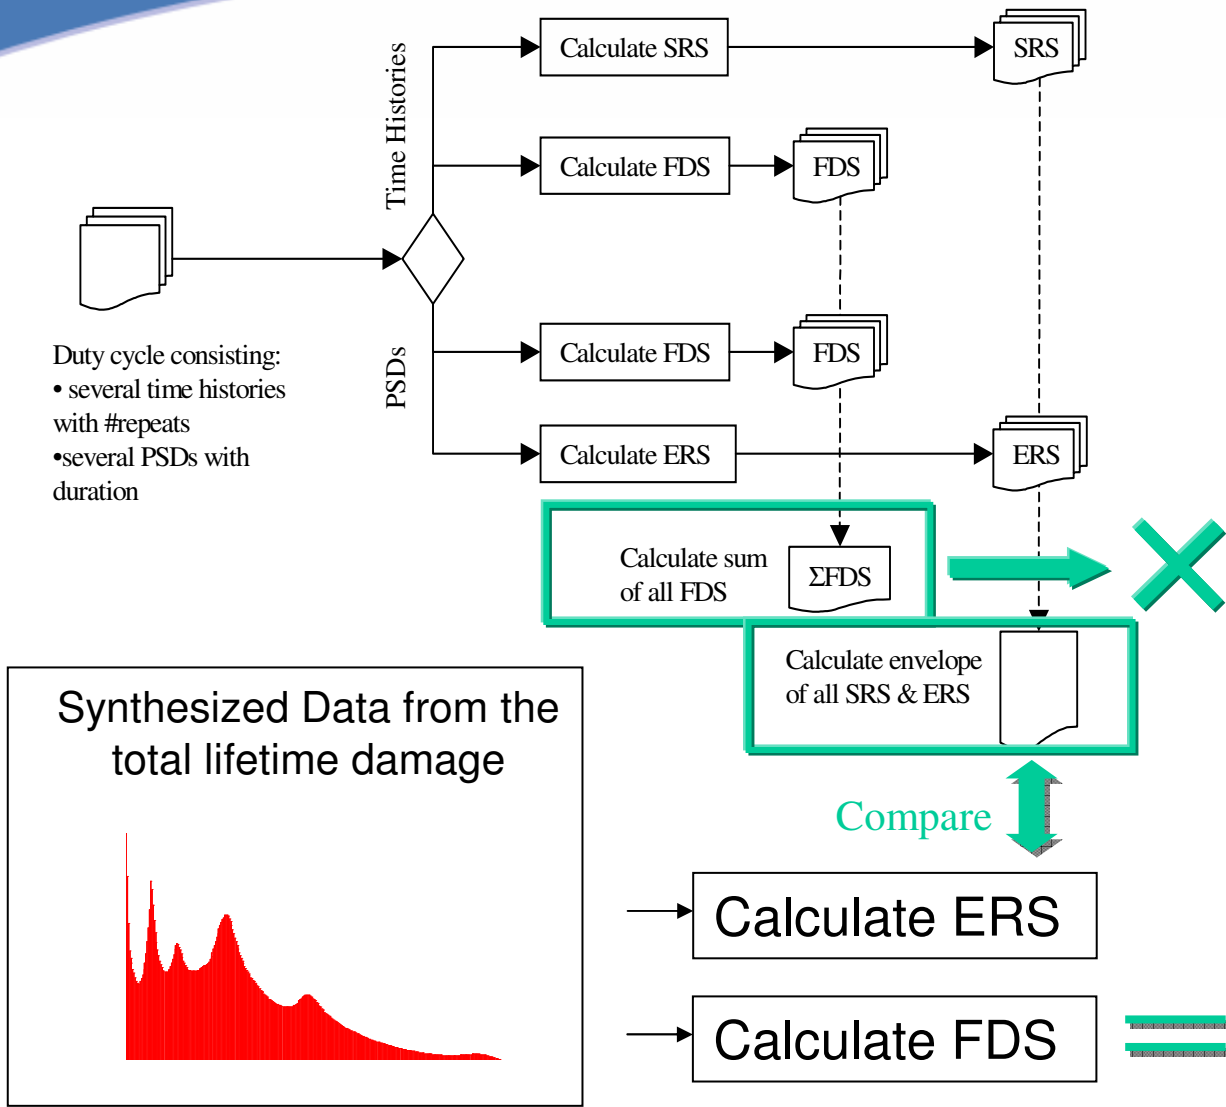 Time Histories
Calculate SRS
SRS
Calculate FDS
FDS
PSDs
Calculate FDS
FDS
Calculate ERS
ERS
Duty cycle consisting:
• several time histories
with #repeats
•several PSDs with
duration
Calculate sum
of all FDS
ΣFDS
Calculate envelope
of all SRS & ERS
Compare
Synthesized Data from the
total lifetime damage
Calculate ERS
Calculate FDS